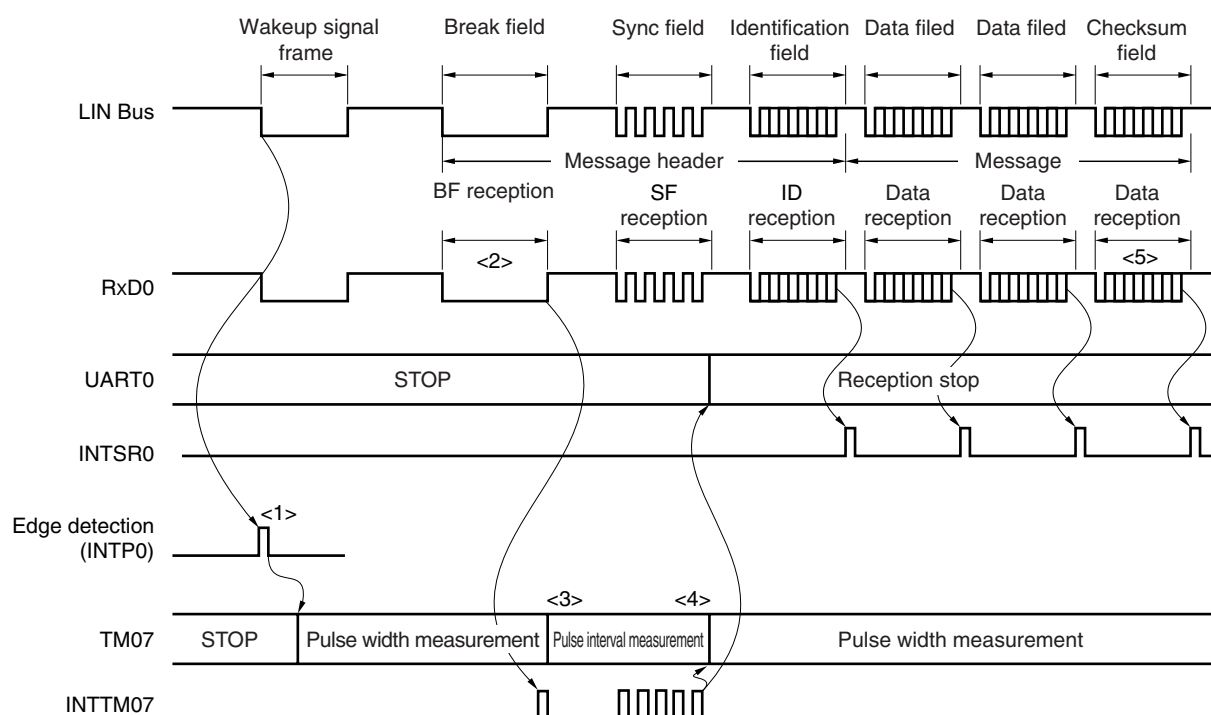 Wakeup signal
frame
Break field
Sync field
Identification
field
Data filed
Data filed
Checksum
field
LIN Bus
Message header
Message
BF reception
SF
reception
ID
reception
Data
reception
Data
reception
Data
reception
<2>
<5>
RxD0
UART0
STOP
Reception stop
INTSR0
Edge detection
(INTP0)
<1>
<3>
<4>
TM07
STOP
Pulse width measurement
Pulse interval measurement
Pulse width measurement
INTTM07